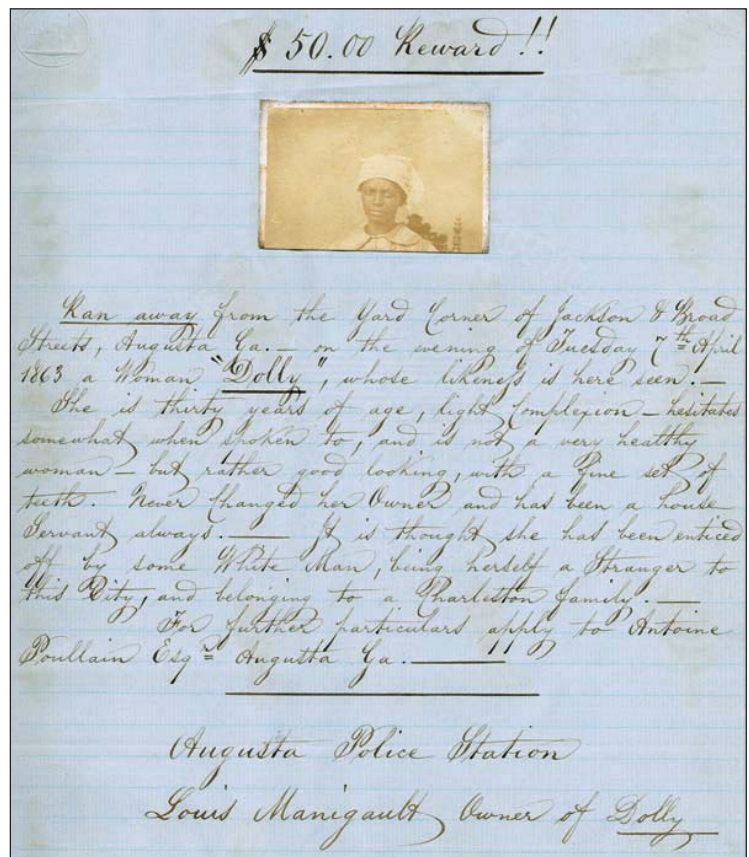 $ 50.00 Reward!!
Ran away from the Yard Corner of Jackson & Broad
Streets, Augusta Ga. — on the evening of Tuesday 7th April
1863 a Woman "Dolly", whose likeness is here seen. —
She is thirty years of age, light Complexion — hesitates
somewhat when spoken to, and is not a very healthy
woman — but rather good looking, with a fine set of
teeth. Never changed her Owner and has been a house
Servant always. — It is thought she has been enticed
off by some White Man, being herself a Stranger to
this City, and belonging to a Charleston family. —
For further particulars apply to Antoine
Poullain Esqr Augusta Ga. —
Augusta Police Station
Louis Manigault Owner of Dolly